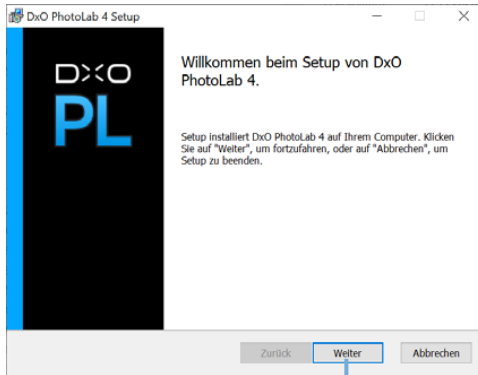 DxO PhotoLab 4 Setup
DXO
PL
Willkommen beim Setup von DxO
PhotoLab 4.
Setup installiert DxO PhotoLab 4 auf Ihrem Computer. Klicken
Sie auf "Weiter", um fortzufahren, oder auf "Abbrechen", um
Setup zu beenden.
Zurück Weiter Abbrechen